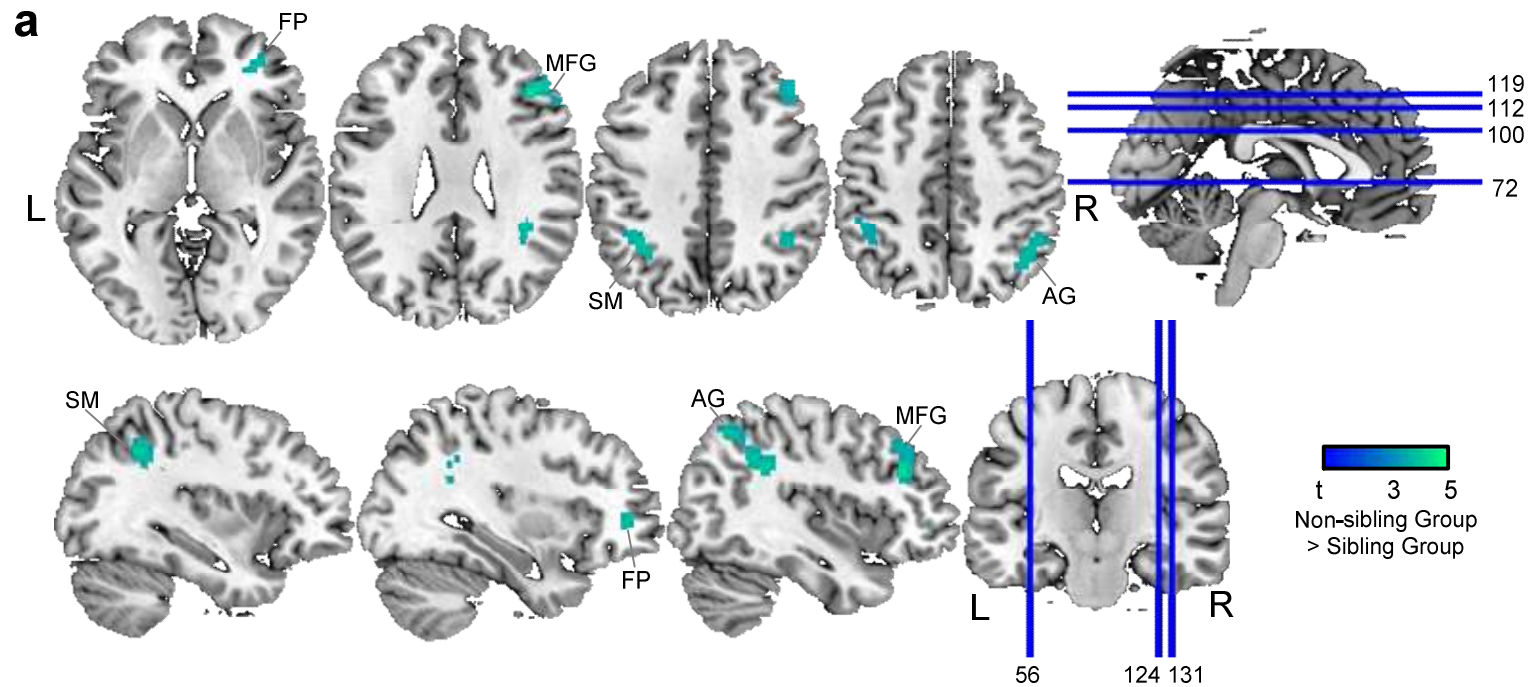 a
FP
MFG
SM
AG
L
R
119
112
100
72
SM
FP
AG
MFG
L
R
56
124
131
t 3 5
Non-sibling Group
> Sibling Group